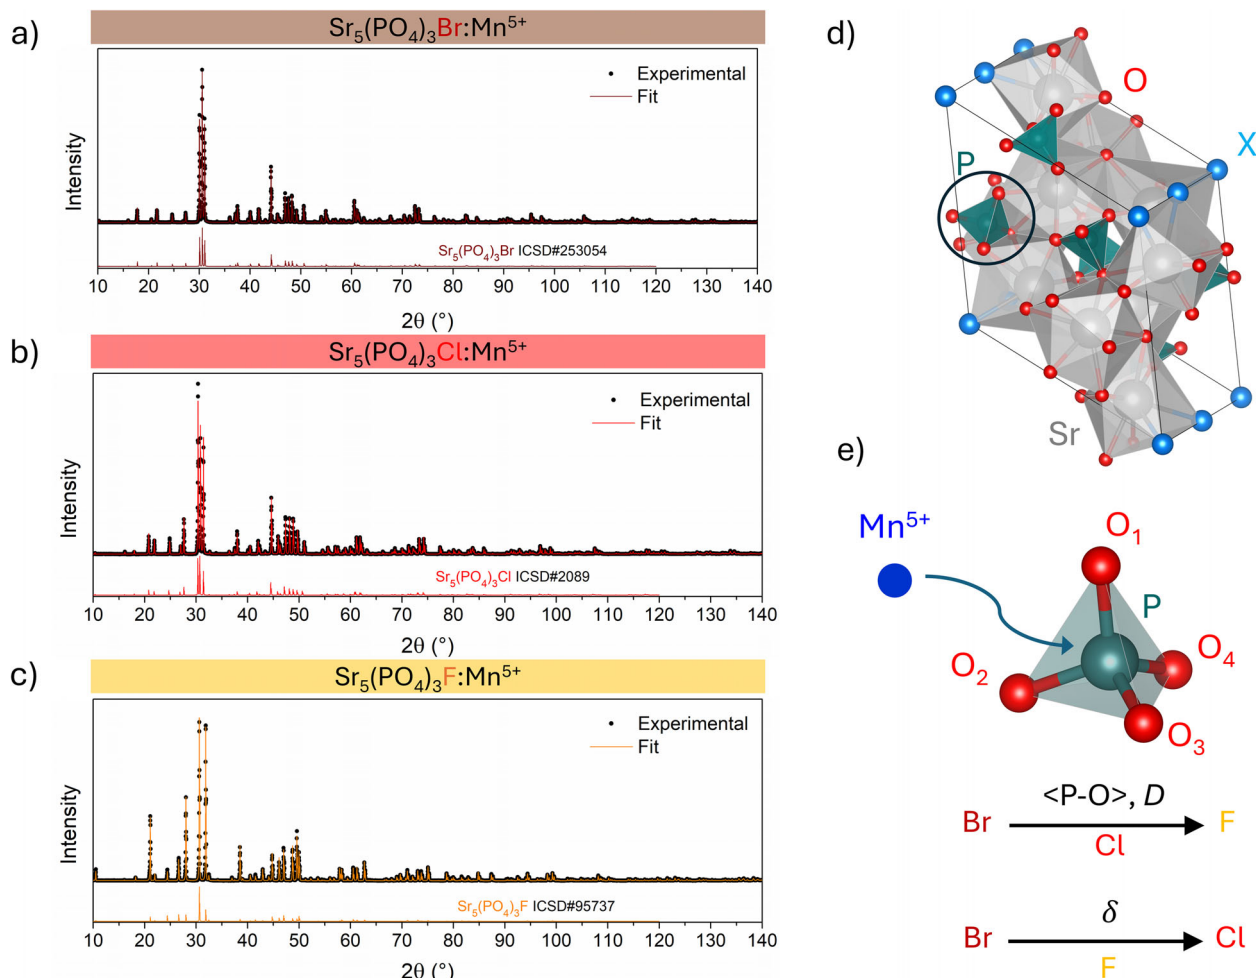 a)
Sr₅(PO₄)₃Br:Mn⁵⁺
Experimental
Fit
Intensity
Sr₅(PO₄)₃Br ICSD#253054
10 20 30 40 50 60 70 80 90 100 110 120 130 140
2θ (°)
b)
Sr₅(PO₄)₃Cl:Mn⁵⁺
Experimental
Fit
Intensity
Sr₅(PO₄)₃Cl ICSD#2089
10 20 30 40 50 60 70 80 90 100 110 120 130 140
2θ (°)
c)
Sr₅(PO₄)₃F:Mn⁵⁺
Experimental
Fit
Intensity
Sr₅(PO₄)₃F ICSD#95737
10 20 30 40 50 60 70 80 90 100 110 120 130 140
2θ (°)
d)
O
X
P
Sr
e)
Mn⁵⁺
O₁
P
O₂
O₄
O₃
<P-O>, D
Br F
Cl
δ
Br Cl
F